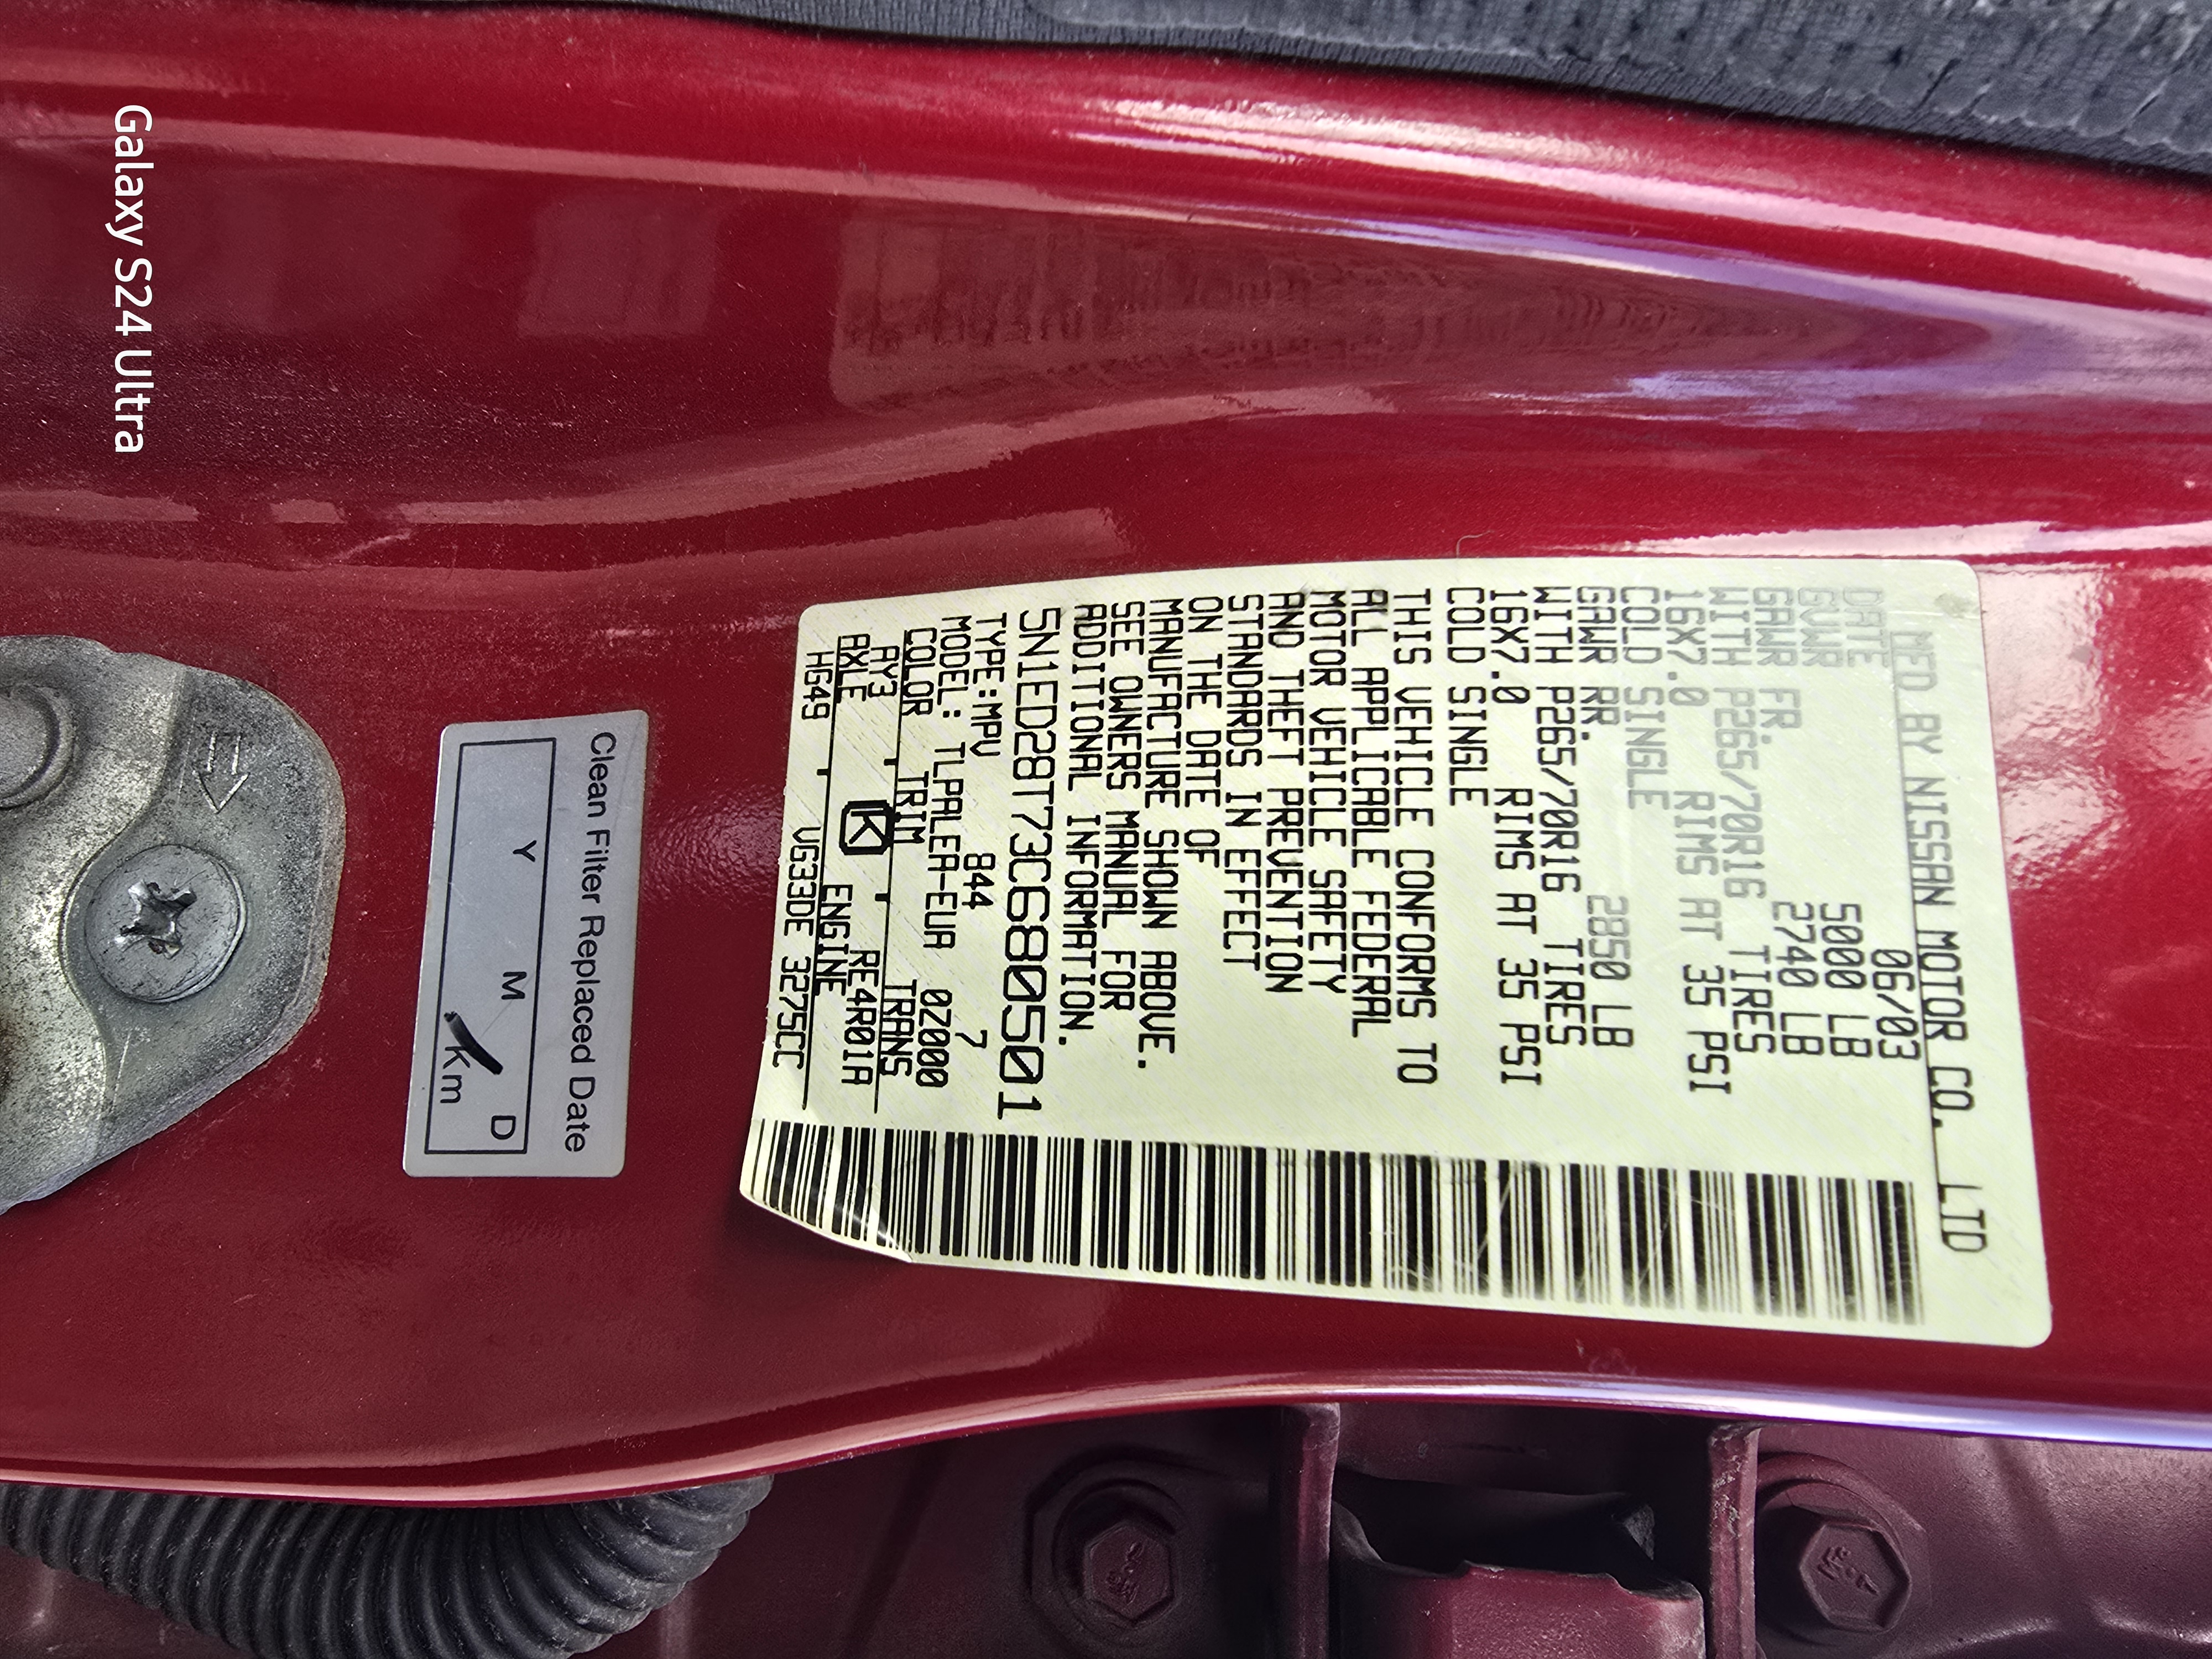 MFD BY NISSAN MOTOR CO. LTD
DATE 06/03
GVWR 5000 LB
GAWR FR. 2740 LB
WITH P265/70R16 TIRES
16X7.0 RIMS AT 35 PSI
COLD SINGLE
GAWR RR. 2850 LB
WITH P265/70R16 TIRES
16X7.0 RIMS AT 35 PSI
COLD SINGLE
THIS VEHICLE CONFORMS TO
ALL APPLICABLE FEDERAL
MOTOR VEHICLE SAFETY
AND THEFT PREVENTION
STANDARDS IN EFFECT
ON THE DATE OF
MANUFACTURE SHOWN ABOVE.
SEE OWNERS MANUAL FOR
ADDITIONAL INFORMATION.
5N1ED28T73C680501
TYPE:MPV 844 7
MODEL: TLPALEA-EUA 0Z000
COLOR TRIM TRANS
AY3 K RE4R01A
AXLE ENGINE
HG49 VG33DE 3275CC
Clean Filter Replaced Date
Y M D
Km
Galaxy S24 Ultra